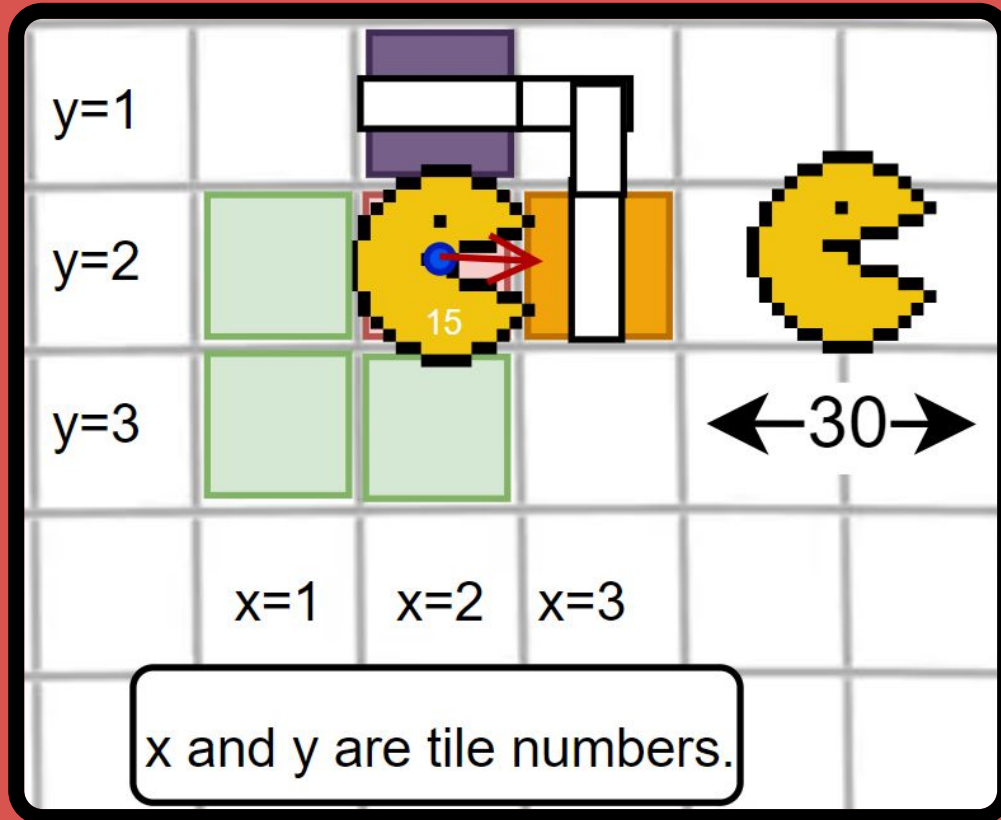 y=1
y=2
15
y=3
30
x=1 x=2 x=3
x and y are tile numbers.